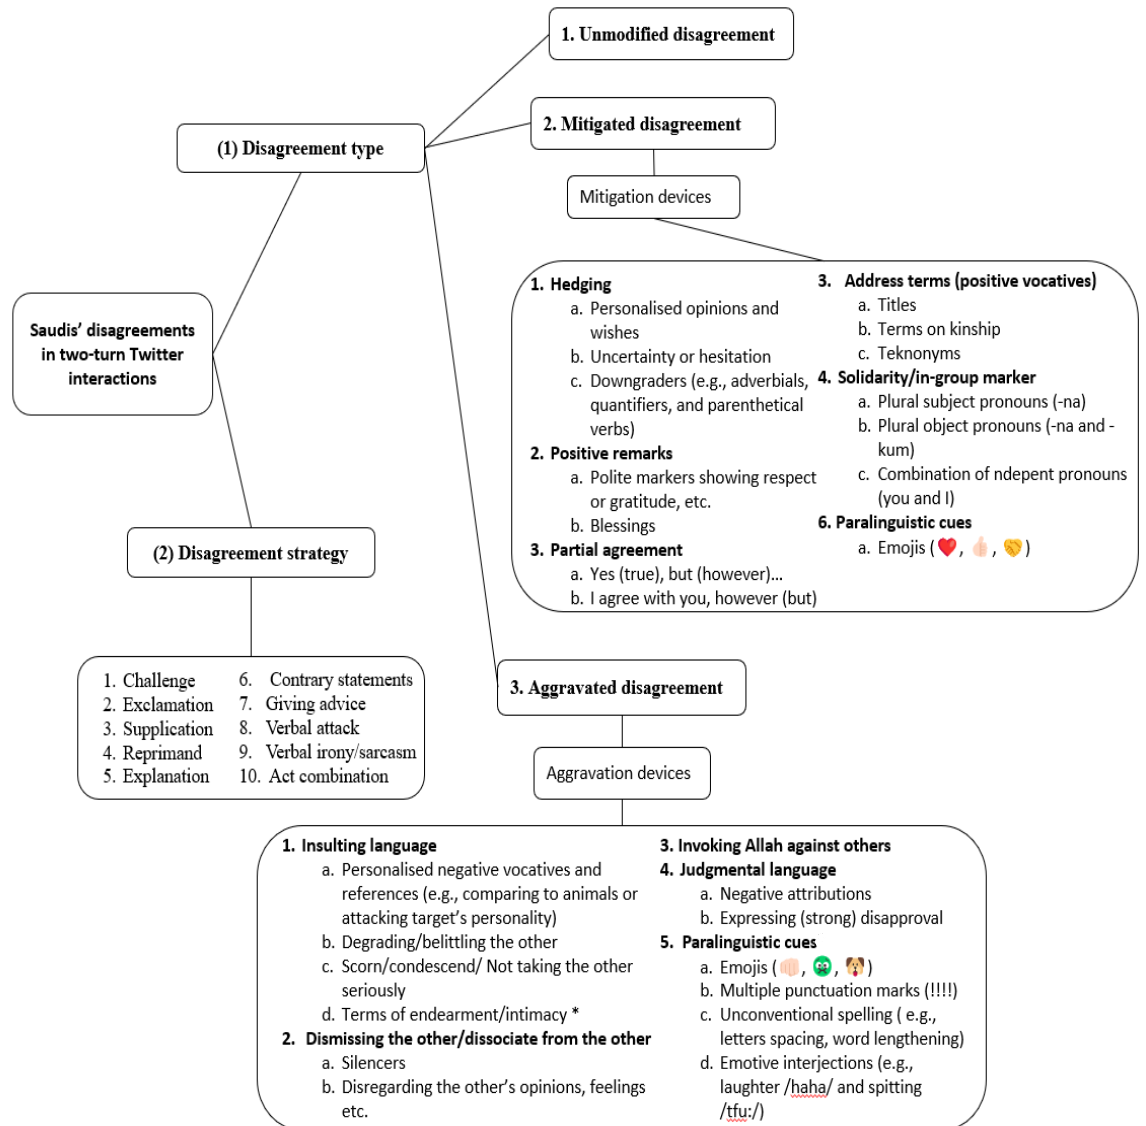 1. Unmodified disagreement
2. Mitigated disagreement
(1) Disagreement type
Mitigation devices
1. Hedging
a. Personalised opinions and
wishes
b. Uncertainty or hesitation
c. Downgraders (e.g., adverbials,
quantifiers, and parenthetical
verbs)
2. Positive remarks
a. Polite markers showing respect
or gratitude, etc.
b. Blessings
3. Partial agreement
a. Yes (true), but (however)...
b. I agree with you, however (but)
3. Address terms (positive vocatives)
a. Titles
b. Terms on kinship
c. Teknonyms
4. Solidarity/in-group marker
a. Plural subject pronouns (-na)
b. Plural object pronouns (-na and -
kum)
c. Combination of ndepent pronouns
(you and I)
6. Paralinguistic cues
a. Emojis (❤️, 👍🏻, 🤝)
Saudis’ disagreements
in two-turn Twitter
interactions
(2) Disagreement strategy
1. Challenge
2. Exclamation
3. Supplication
4. Reprimand
5. Explanation
6. Contrary statements
7. Giving advice
8. Verbal attack
9. Verbal irony/sarcasm
10. Act combination
3. Aggravated disagreement
Aggravation devices
1. Insulting language
a. Personalised negative vocatives and
references (e.g., comparing to animals or
attacking target’s personality)
b. Degrading/belittling the other
c. Scorn/condescend/ Not taking the other
seriously
d. Terms of endearment/intimacy *
2. Dismissing the other/dissociate from the other
a. Silencers
b. Disregarding the other’s opinions, feelings
etc.
3. Invoking Allah against others
4. Judgmental language
a. Negative attributions
b. Expressing (strong) disapproval
5. Paralinguistic cues
a. Emojis (👊🏻, 🤢, 🐶)
b. Multiple punctuation marks (!!!!)
c. Unconventional spelling ( e.g.,
letters spacing, word lengthening)
d. Emotive interjections (e.g.,
laughter /haha/ and spitting
/tfu:/)